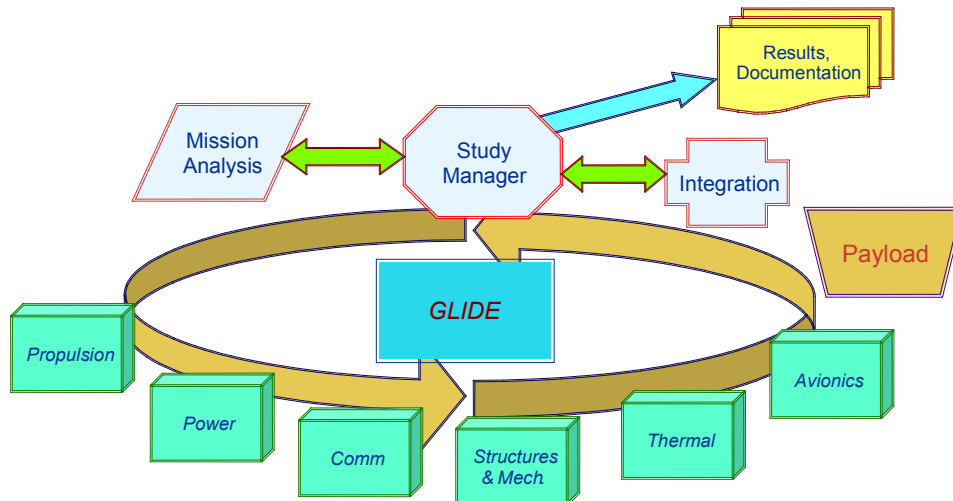 Results,
Documentation
Mission
Analysis
Study
Manager
Integration
Payload
GLIDE
Propulsion
Power
Comm
Structures
& Mech.
Thermal
Avionics